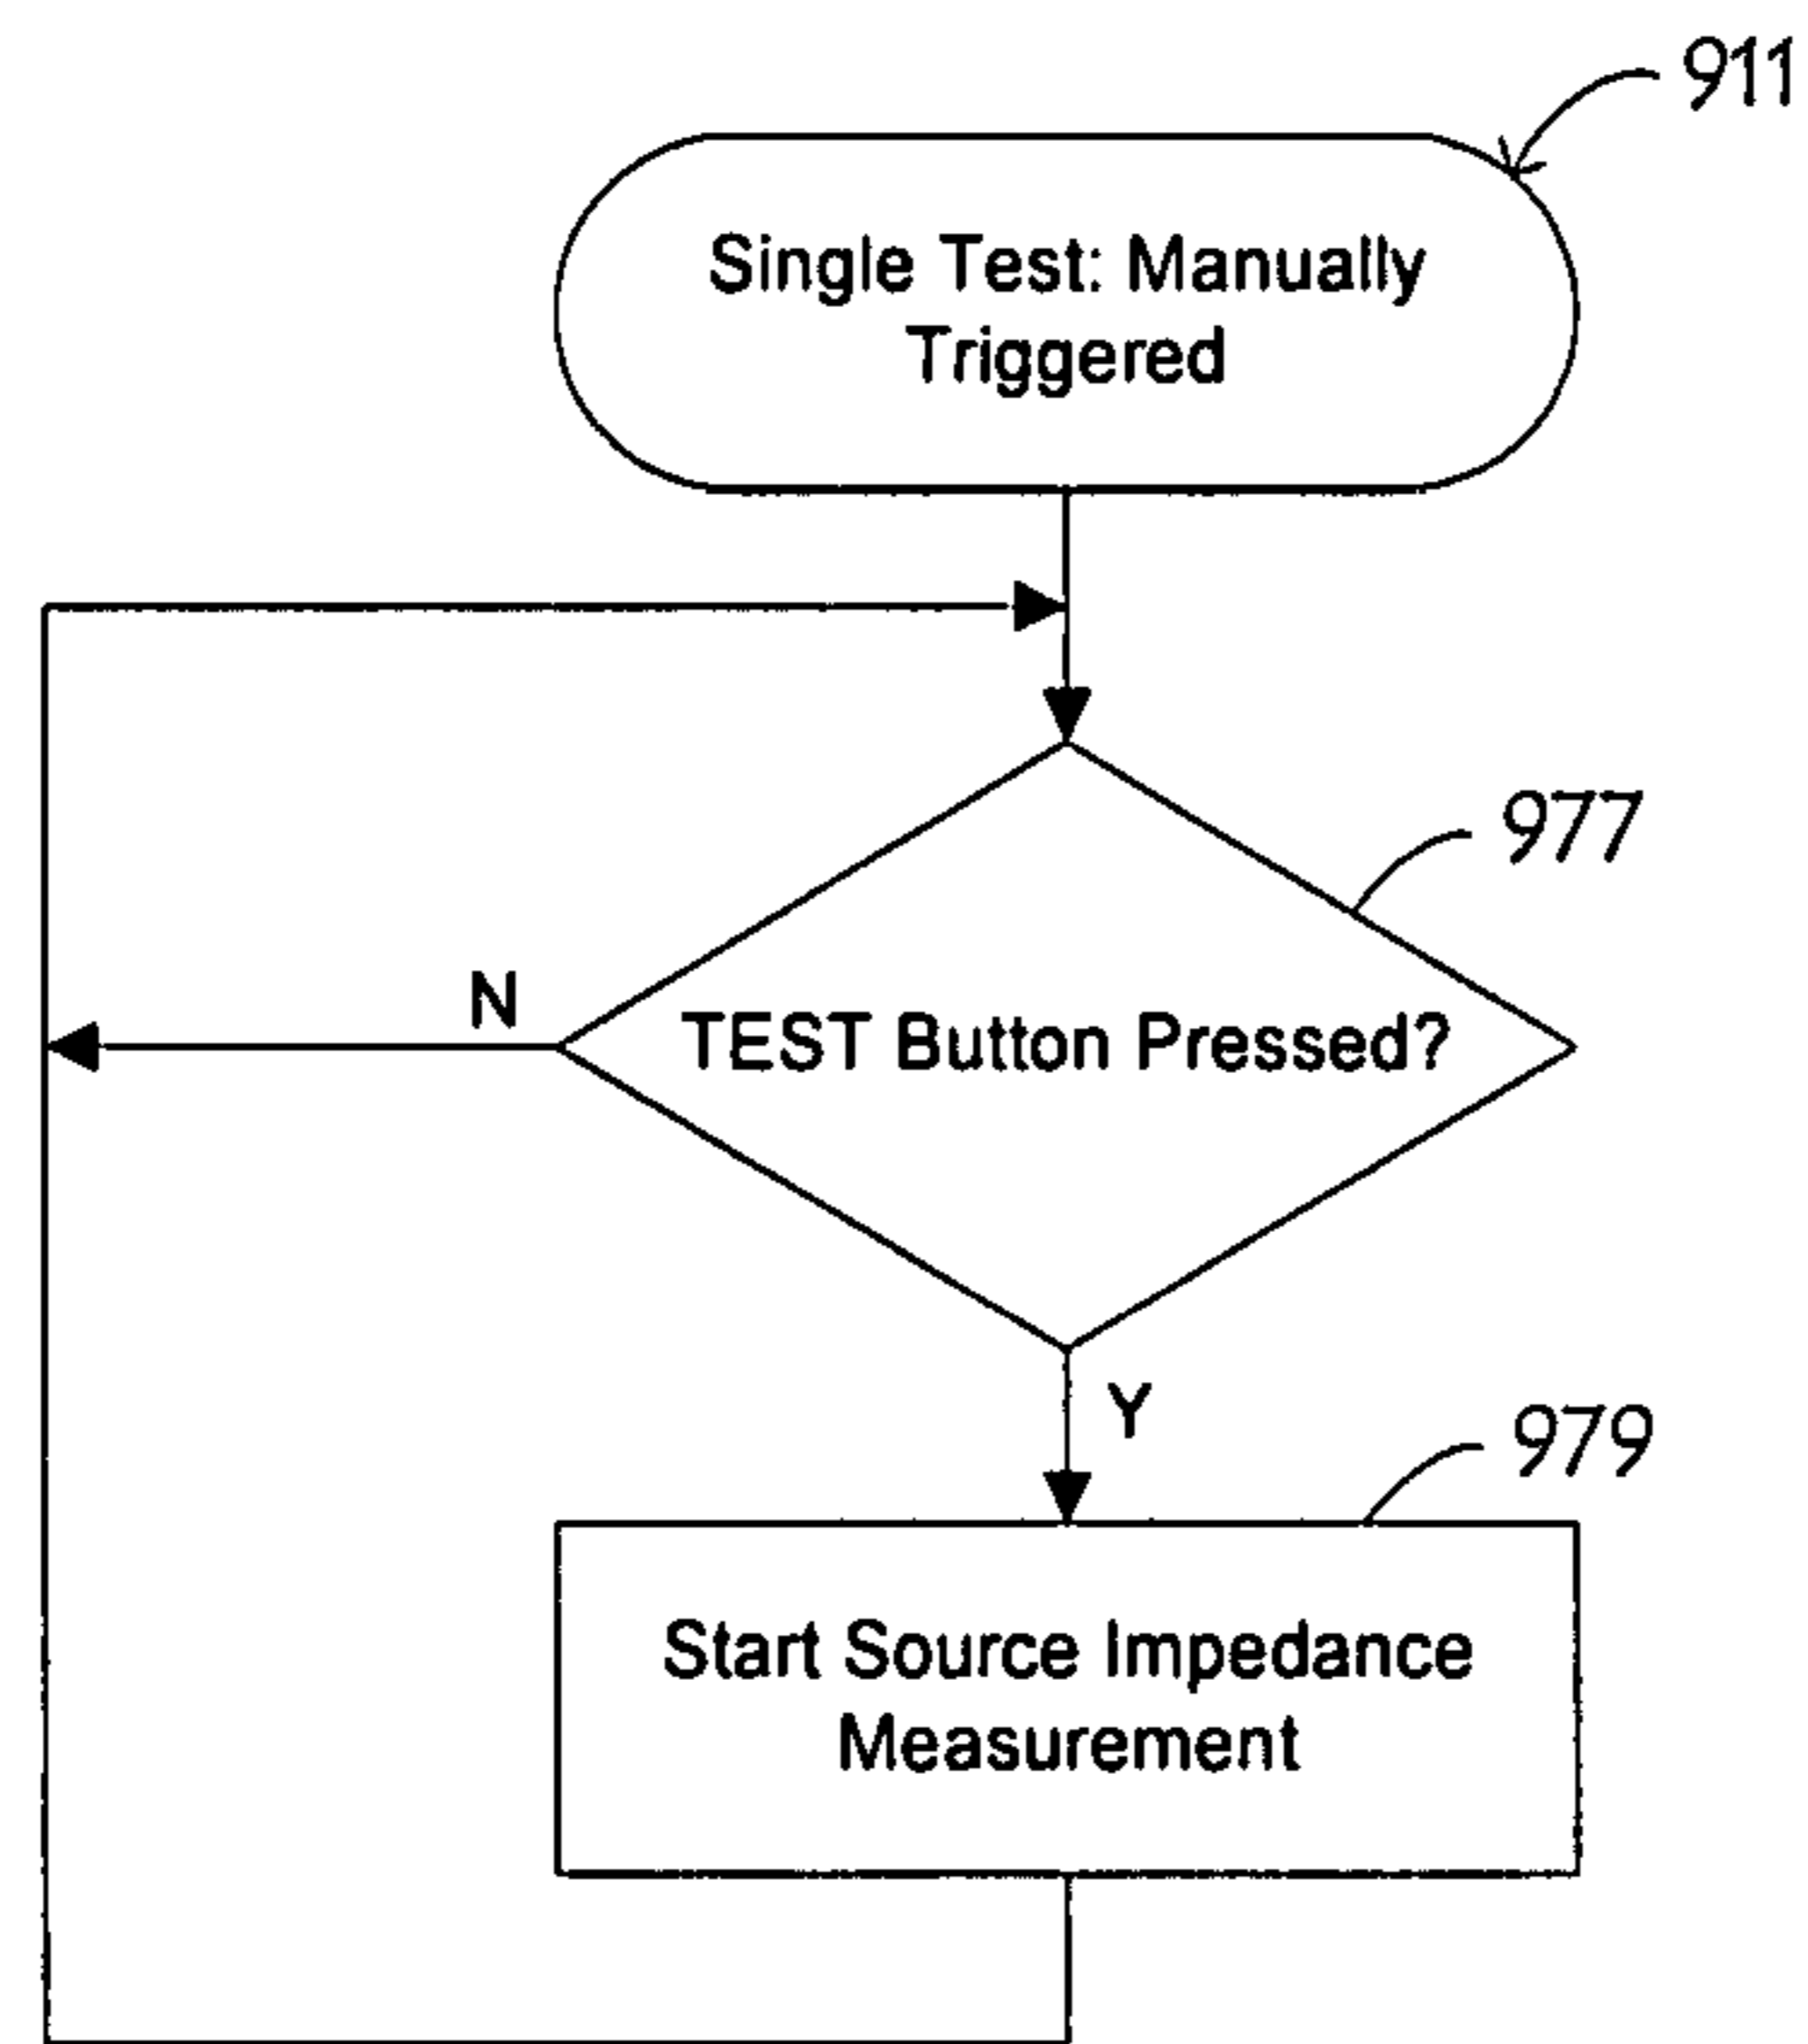 911
Single Test: Manually
Triggered
977
N
TEST Button Pressed?
Y
979
Start Source Impedance
Measurement